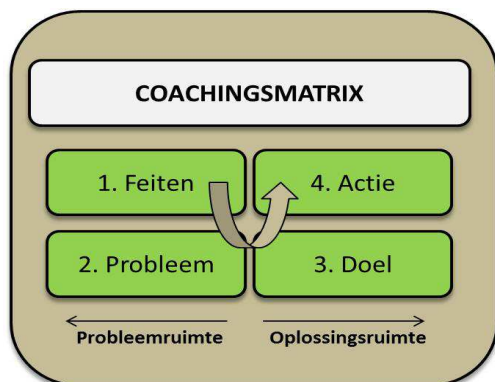 COACHINGSMATRIX
1. Feiten
4. Actie
2. Probleem
3. Doel
Probleemruimte
Oplossingsruimte